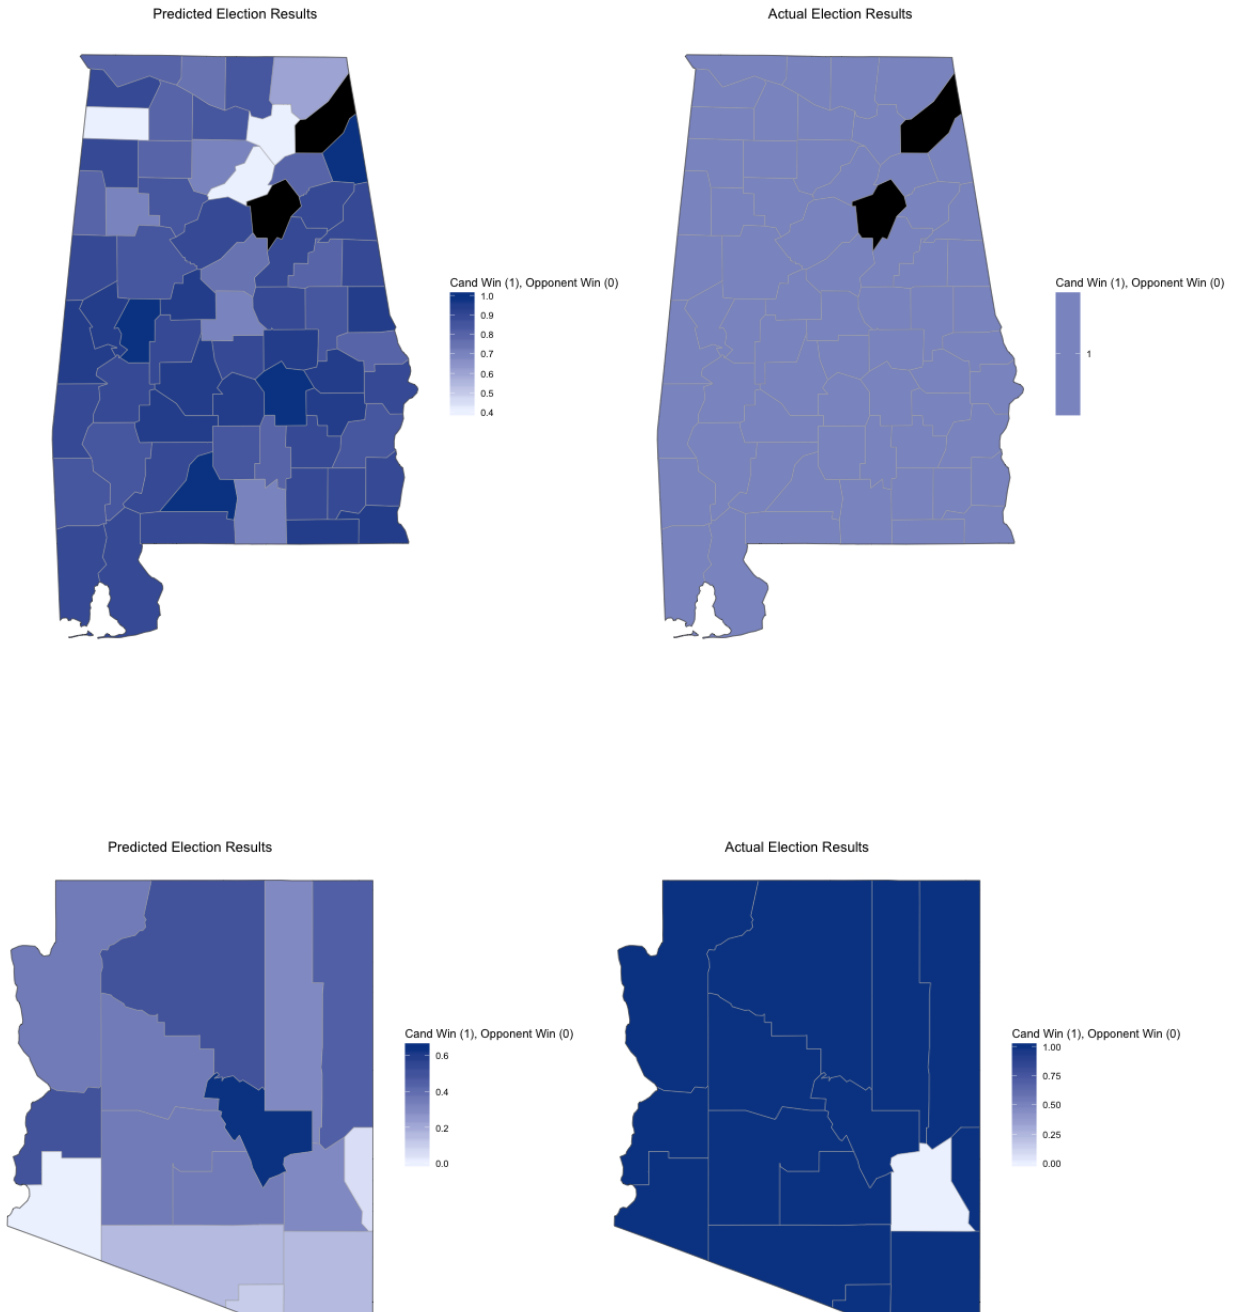 Predicted Election Results
Actual Election Results
Cand Win (1), Opponent Win (0)
1.0
0.9
0.8
0.7
0.6
0.5
0.4
Cand Win (1), Opponent Win (0)
1
Predicted Election Results
Actual Election Results
Cand Win (1), Opponent Win (0)
0.6
0.4
0.2
0.0
Cand Win (1), Opponent Win (0)
1.00
0.75
0.50
0.25
0.00